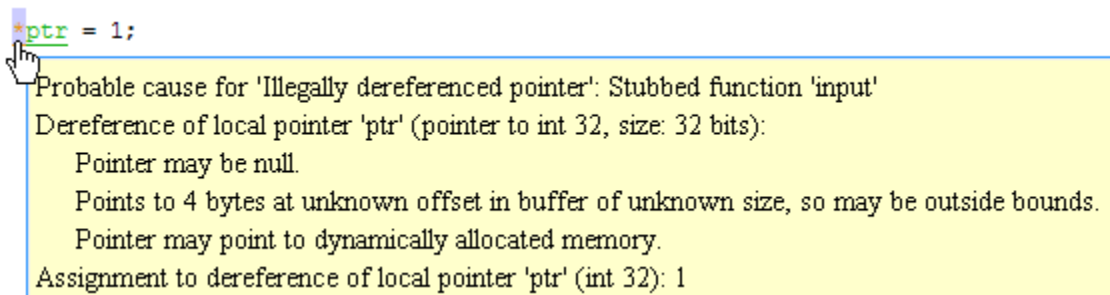 *ptr = 1;
Probable cause for 'Illegally dereferenced pointer': Stubbed function 'input'
Dereference of local pointer 'ptr' (pointer to int 32, size: 32 bits):
Pointer may be null.
Points to 4 bytes at unknown offset in buffer of unknown size, so may be outside bounds.
Pointer may point to dynamically allocated memory.
Assignment to dereference of local pointer 'ptr' (int 32): 1